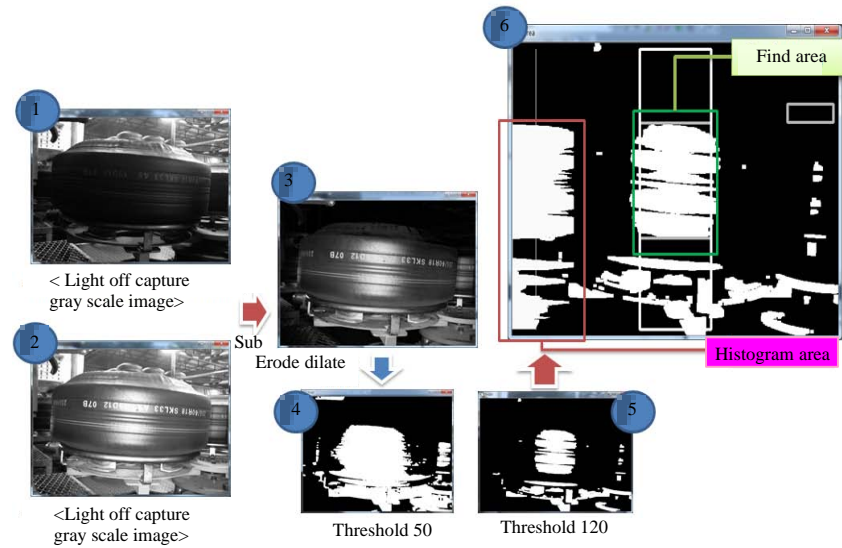 1
< Light off capture
gray scale image>
2
<Light off capture
gray scale image>
Sub
Erode dilate
3
4
Threshold 50
5
Threshold 120
6
Find area
Histogram area